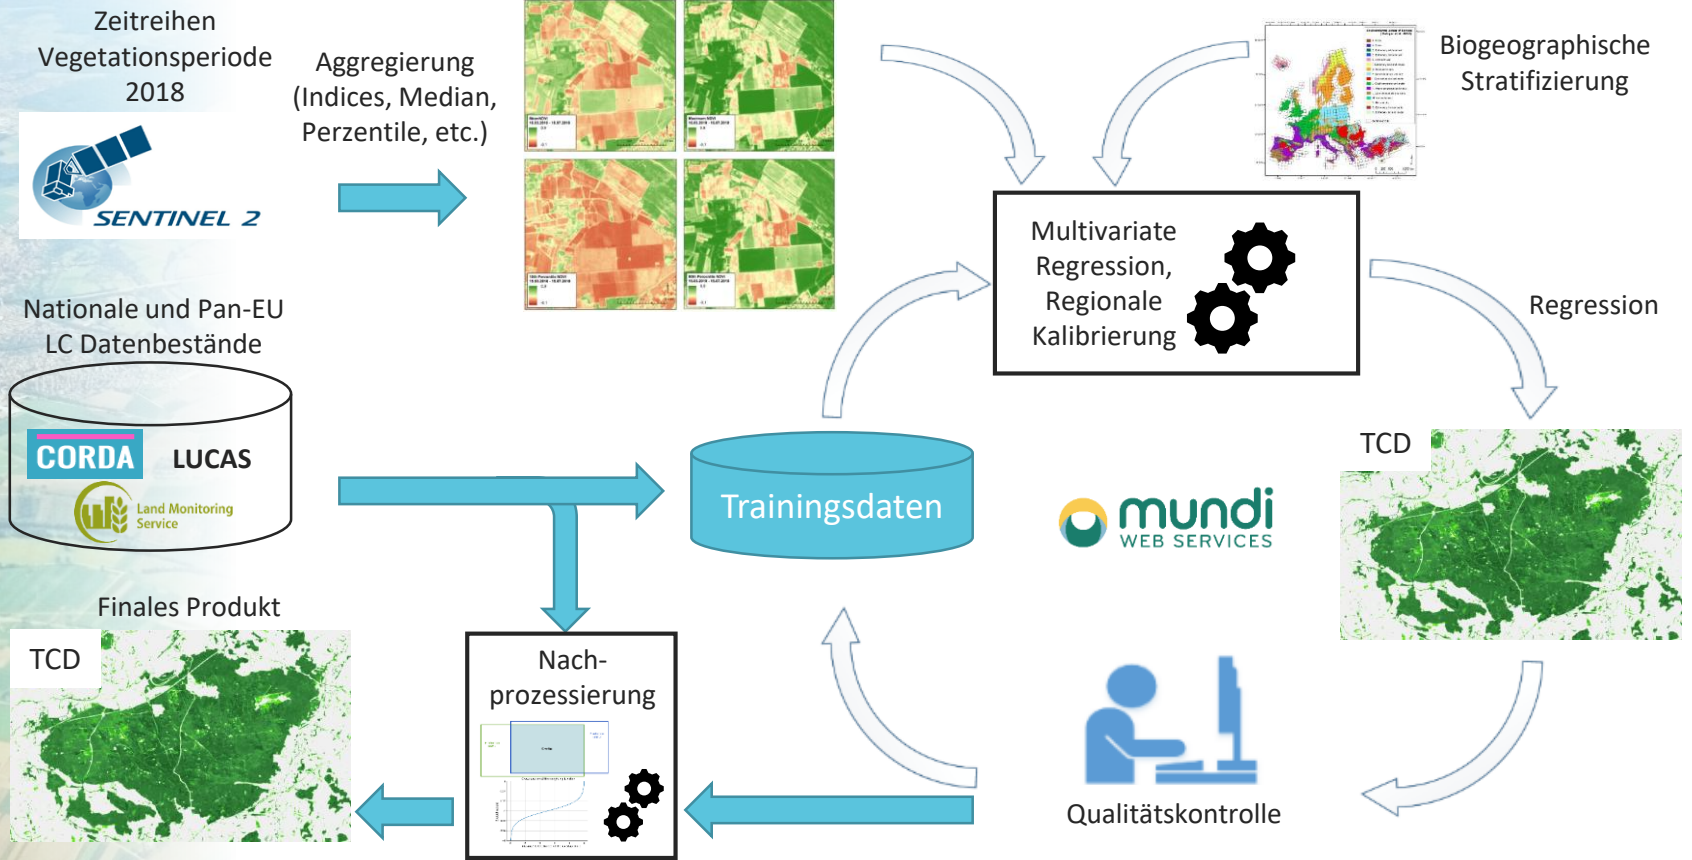 Zeitreihen
Vegetationsperiode
2018
SENTINEL 2
Aggregierung
(Indices, Median,
Perzentile, etc.)
Biogeographische
Stratifizierung
Multivariate
Regression,
Regionale
Kalibrierung
Regression
Nationale und Pan-EU
LC Datenbestände
CORDA
LUCAS
Land Monitoring
Service
Trainingsdaten
mundi
WEB SERVICES
TCD
Finales Produkt
TCD
Nach-
prozessierung
Qualitätskontrolle